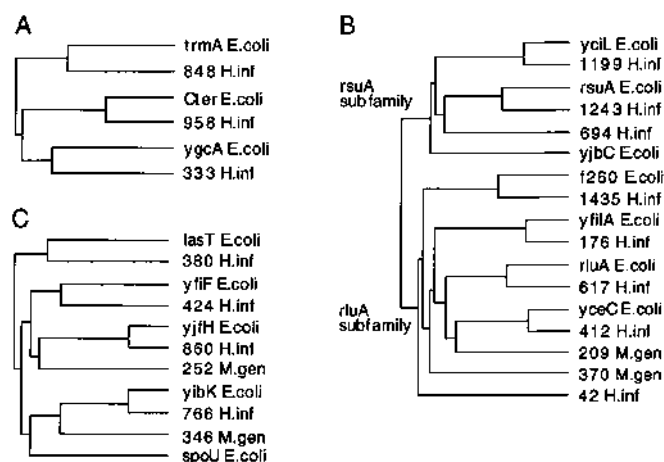 A
trmA E.coli
848 H.inf
Cter E.coli
958 H.inf
ygcA E.coli
333 H.inf
B
rsuA
subfamily
yciL E.coli
1199 H.inf
rsuA E.coli
1243 H.inf
694 H.inf
yjbC E.coli
f260 E.coli
1435 H.inf
yfilA E.coli
176 H.inf
rluA E.coli
617 H.inf
rluA
subfamily
yceC E.coli
412 H.inf
209 M.gen
370 M.gen
42 H.inf
C
lasT E.coli
380 H.inf
yfiF E.coli
424 H.inf
yjfH E.coli
860 H.inf
252 M.gen
yibK E.coli
766 H.inf
346 M.gen
spoU E.coli